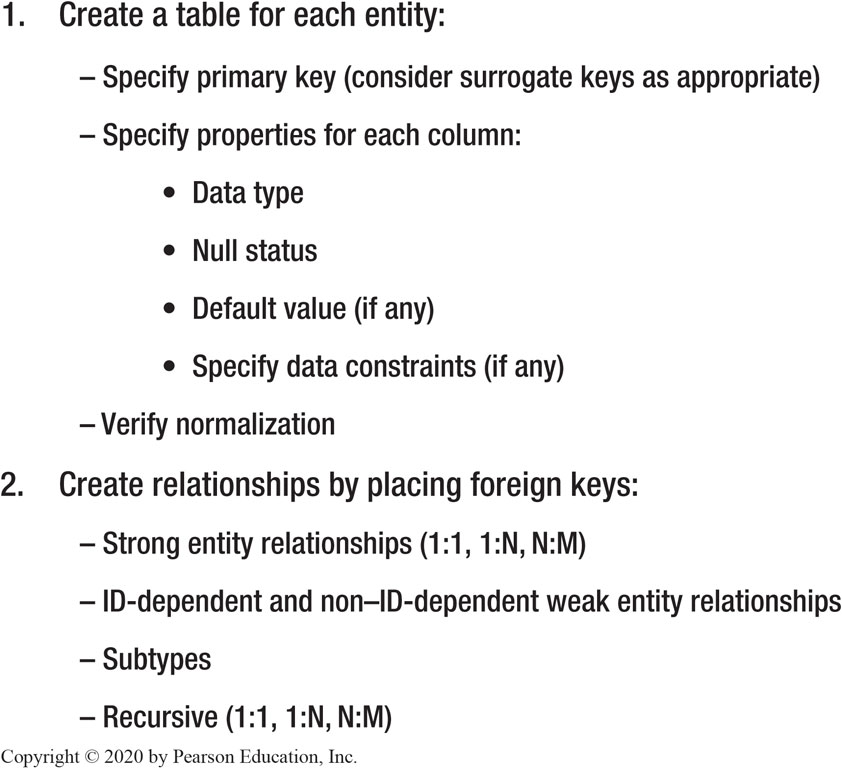 1. Create a table for each entity:
– Specify primary key (consider surrogate keys as appropriate)
– Specify properties for each column:
• Data type
• Null status
• Default value (if any)
• Specify data constraints (if any)
– Verify normalization
2. Create relationships by placing foreign keys:
– Strong entity relationships (1:1, 1:N, N:M)
– ID-dependent and non–ID-dependent weak entity relationships
– Subtypes
– Recursive (1:1, 1:N, N:M)
Copyright © 2020 by Pearson Education, Inc.